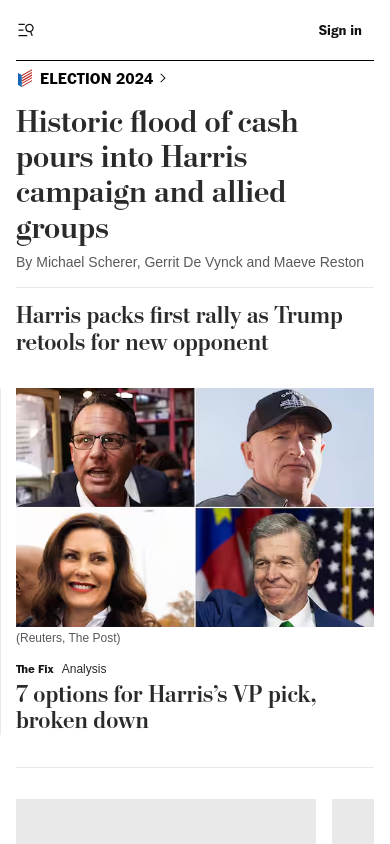 Sign in
ELECTION 2024
Historic flood of cash
pours into Harris
campaign and allied
groups
By Michael Scherer, Gerrit De Vynck and Maeve Reston
Harris packs first rally as Trump
retools for new opponent
(Reuters, The Post)
The Fix Analysis
7 options for Harris’s VP pick,
broken down